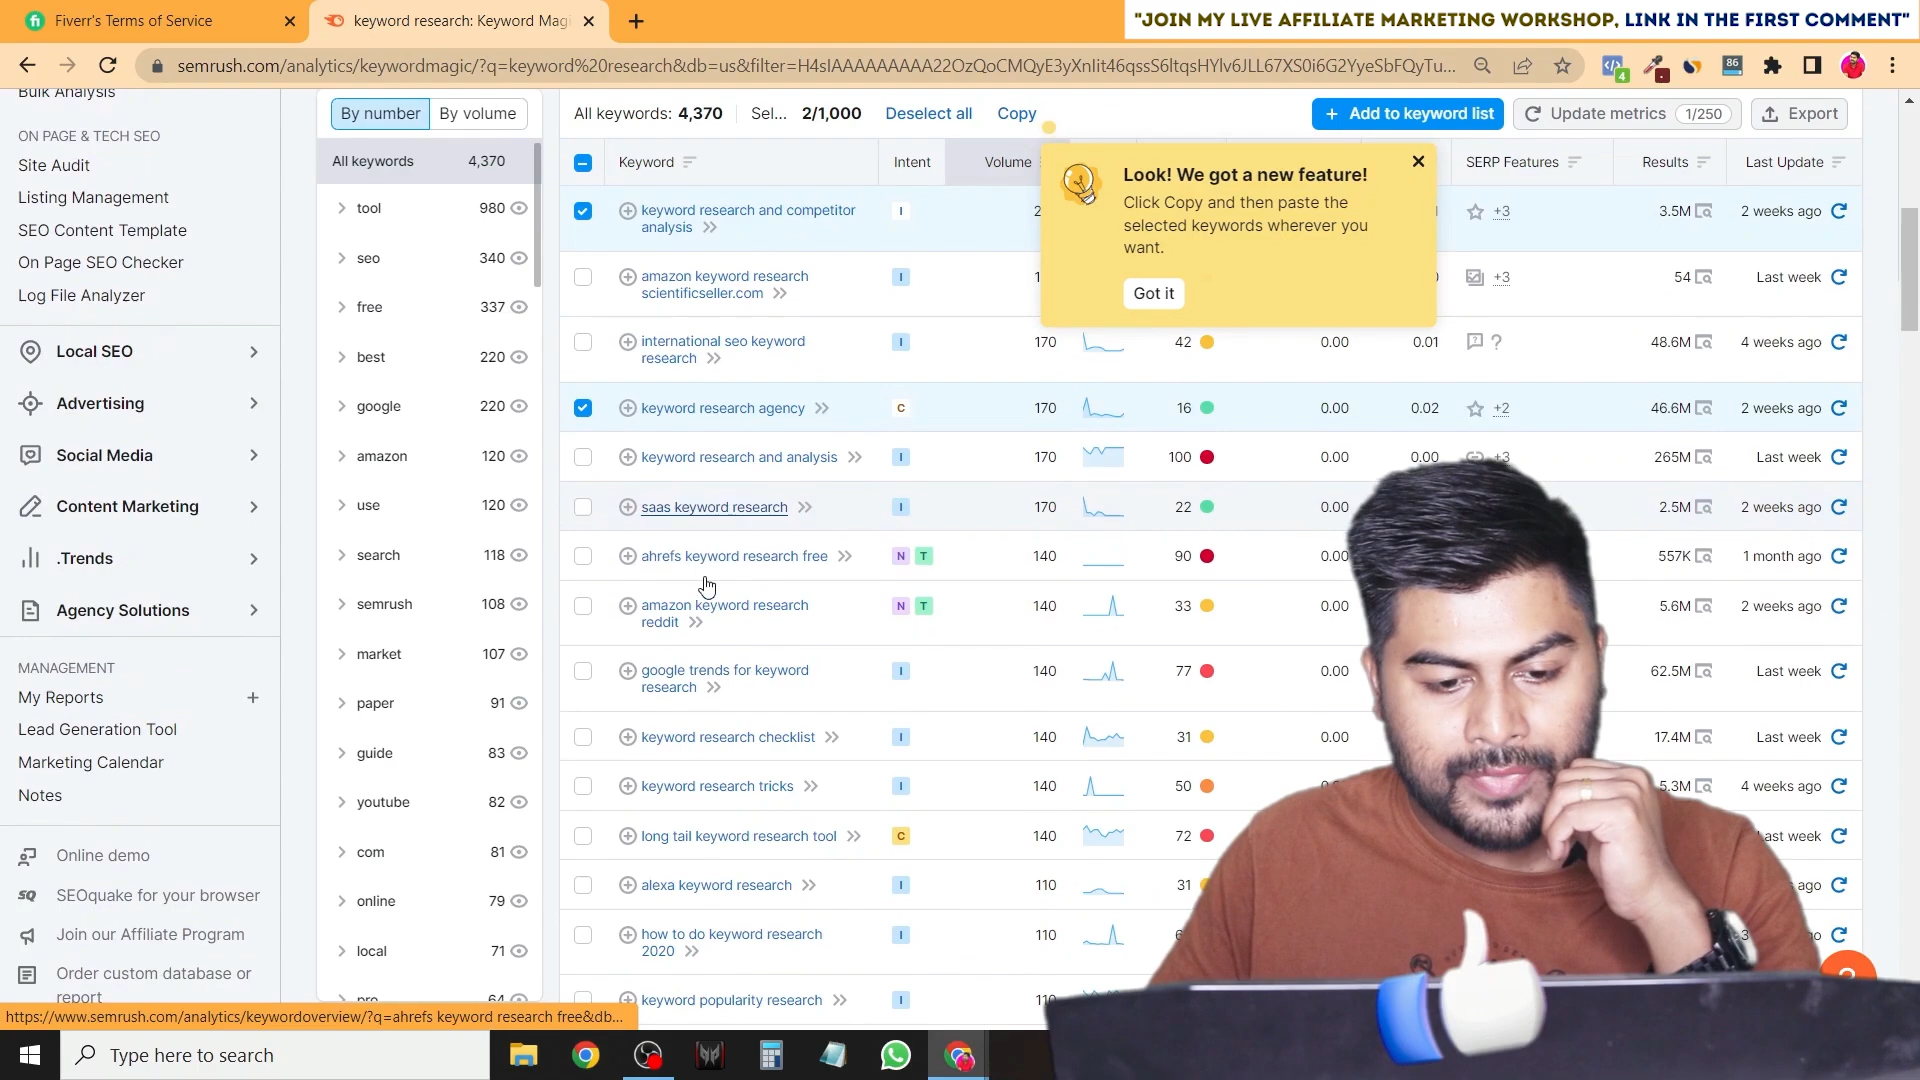 Fiverr's Terms of Service
keyword research: Keyword Magi
"JOIN MY LIVE AFFILIATE MARKETING WORKSHOP, LINK IN THE FIRST COMMENT"
semrush.com/analytics/keywordmagic/?q=keyword%20research&db=us&filter=
4
86
Bulk Analysis
ON PAGE & TECH SEO
Site Audit
Listing Management
SEO Content Template
On Page SEO Checker
Log File Analyzer
Local SEO
Advertising
Social Media
Content Marketing
.Trends
Agency Solutions
MANAGEMENT
My Reports +
Lead Generation Tool
Marketing Calendar
Notes
Online demo
SEOquake for your browser
Join our Affiliate Program
Order custom database or
report
By number By volume
All keywords 4,370
tool 980
seo 340
free 337
best 220
google 220
amazon 120
use 120
search 118
semrush 108
market 107
paper 91
guide 83
youtube 82
com 81
online 79
local 71
pro 64
All keywords: 4,370 Sel... 2/1,000 Deselect all Copy
+ Add to keyword list Update metrics 1/250 Export
Keyword Intent Volume SERP Features Results Last Update
Look! We got a new feature!
Click Copy and then paste the
selected keywords wherever you
want.
Got it
keyword research and competitor
analysis I +3 3.5M 2 weeks ago
amazon keyword research
scientificseller.com I +3 54 Last week
international seo keyword
research I 170 42 0.00 0.01 ? 48.6M 4 weeks ago
keyword research agency C 170 16 0.00 0.02 +2 46.6M 2 weeks ago
keyword research and analysis I 170 100 0.00 0.00 +3 265M Last week
saas keyword research I 170 22 0.00 2.5M 2 weeks ago
ahrefs keyword research free N T 140 90 0.00 557K 1 month ago
amazon keyword research
reddit N T 140 33 0.00 5.6M 2 weeks ago
google trends for keyword
research I 140 77 0.00 62.5M Last week
keyword research checklist I 140 31 0.00 17.4M Last week
keyword research tricks I 140 50 5.3M 4 weeks ago
long tail keyword research tool C 140 72 Last week
alexa keyword research I 110 31 ago
how to do keyword research
2020 I 110
keyword popularity research I 110
https://www.semrush.com/analytics/keywordoverview/?q=ahrefs keyword research free&db...
Type here to search